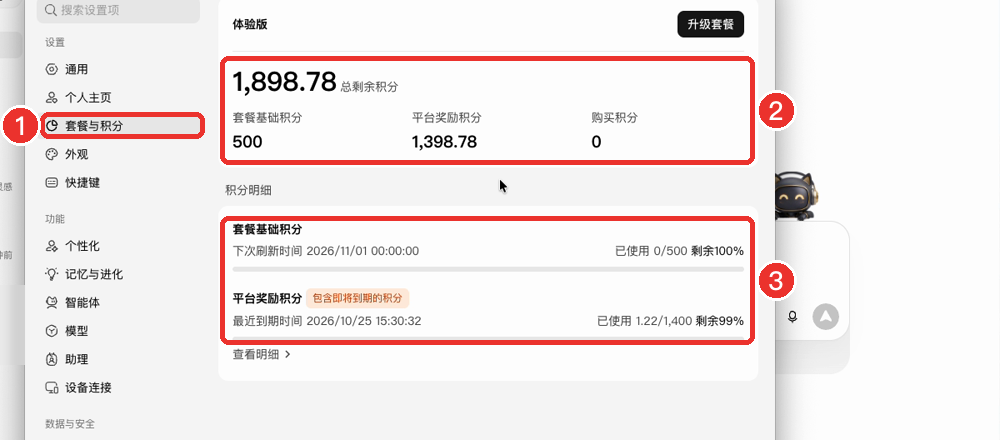 搜索设置项
设置
通用
个人主页
1
套餐与积分
外观
快捷键
功能
个性化
记忆与进化
智能体
模型
助理
设备连接
数据与安全
体验版
升级套餐
1,898.78 总剩余积分
套餐基础积分 平台奖励积分 购买积分
500 1,398.78 0
2
积分明细
套餐基础积分
下次刷新时间 2026/11/01 00:00:00 已使用 0/500 剩余100%
平台奖励积分 包含即将到期的积分
最近到期时间 2026/10/25 15:30:32 已使用 1.22/1,400 剩余99%
3
查看明细